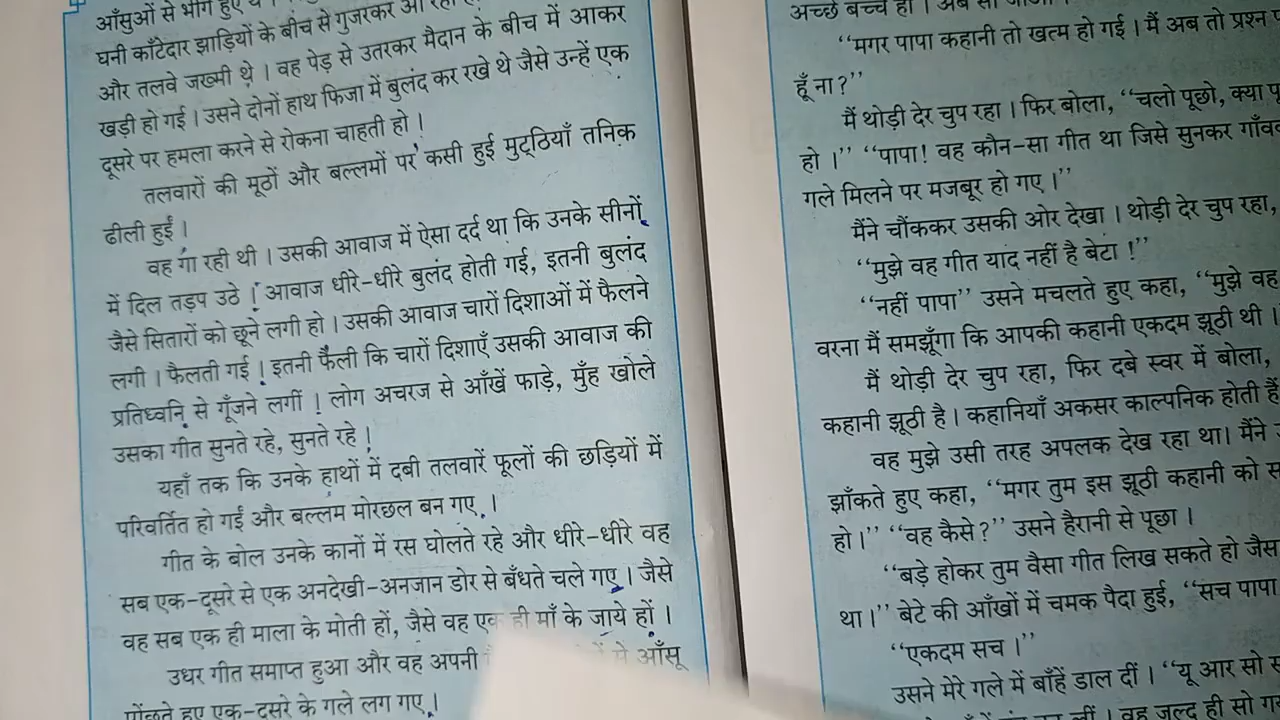 आँसुओं से भीग हुए
घनी काँटेदार झाड़ियों के बीच से गुजरकर आ
और तलवे जख्मी थे । वह पेड़ से उतरकर मैदान के बीच में आकर
खड़ी हो गई । उसने दोनों हाथ फिजा में बुलंद कर रखे थे जैसे उन्हें एक
दूसरे पर हमला करने से रोकना चाहती हो !
तलवारों की मूठों और बल्लमों पर कसी हुई मुट्ठियाँ तनिक
ढीली हुईं ।
वह गा रही थी । उसकी आवाज में ऐसा दर्द था कि उनके सीनों
में दिल तड़प उठे ! आवाज धीरे-धीरे बुलंद होती गई, इतनी बुलंद
जैसे सितारों को छूने लगी हो । उसकी आवाज चारों दिशाओं में फैलने
लगी । फैलती गई ! इतनी फैली कि चारों दिशाएँ उसकी आवाज की
प्रतिध्वनि से गूँजने लगीं ! लोग अचरज से आँखें फाड़े, मुँह खोले
उसका गीत सुनते रहे, सुनते रहे !
यहाँ तक कि उनके हाथों में दबी तलवारें फूलों की छड़ियों में
परिवर्तित हो गईं और बल्लम मोरछल बन गए ।
गीत के बोल उनके कानों में रस घोलते रहे और धीरे-धीरे वह
सब एक-दूसरे से एक अनदेखी-अनजान डोर से बँधते चले गए । जैसे
वह सब एक ही माला के मोती हों, जैसे वह एक ही माँ के जाये हों ।
उधर गीत समाप्त हुआ और वह अपनी से आँसू
पोंछते हुए एक-दूसरे के गले लग गए ।
अच्छे बच्चे हो । अब सो जाओ ।
“मगर पापा कहानी तो खत्म हो गई । मैं अब तो प्रश्न
हूँ ना ?”
मैं थोड़ी देर चुप रहा । फिर बोला, “चलो पूछो, क्या
हो ।” “पापा! वह कौन-सा गीत था जिसे सुनकर
गले मिलने पर मजबूर हो गए ।”
मैंने चौंककर उसकी ओर देखा । थोड़ी देर चुप रहा,
“मुझे वह गीत याद नहीं है बेटा !”
“नहीं पापा” उसने मचलते हुए कहा, “मुझे वह
वरना मैं समझूँगा कि आपकी कहानी एकदम झूठी थी ।
मैं थोड़ी देर चुप रहा, फिर दबे स्वर में बोला,
कहानी झूठी है । कहानियाँ अकसर काल्पनिक होती हैं
वह मुझे उसी तरह अपलक देख रहा था। मैंने
झाँकते हुए कहा, “मगर तुम इस झूठी कहानी को
हो।” “वह कैसे ?” उसने हैरानी से पूछा ।
“बड़े होकर तुम वैसा गीत लिख सकते हो
था।” बेटे की आँखों में चमक पैदा हुई, “सच पापा
“एकदम सच ।”
उसने मेरे गले में बाँहें डाल दीं । “यू आर सो
वह जल्द ही सो